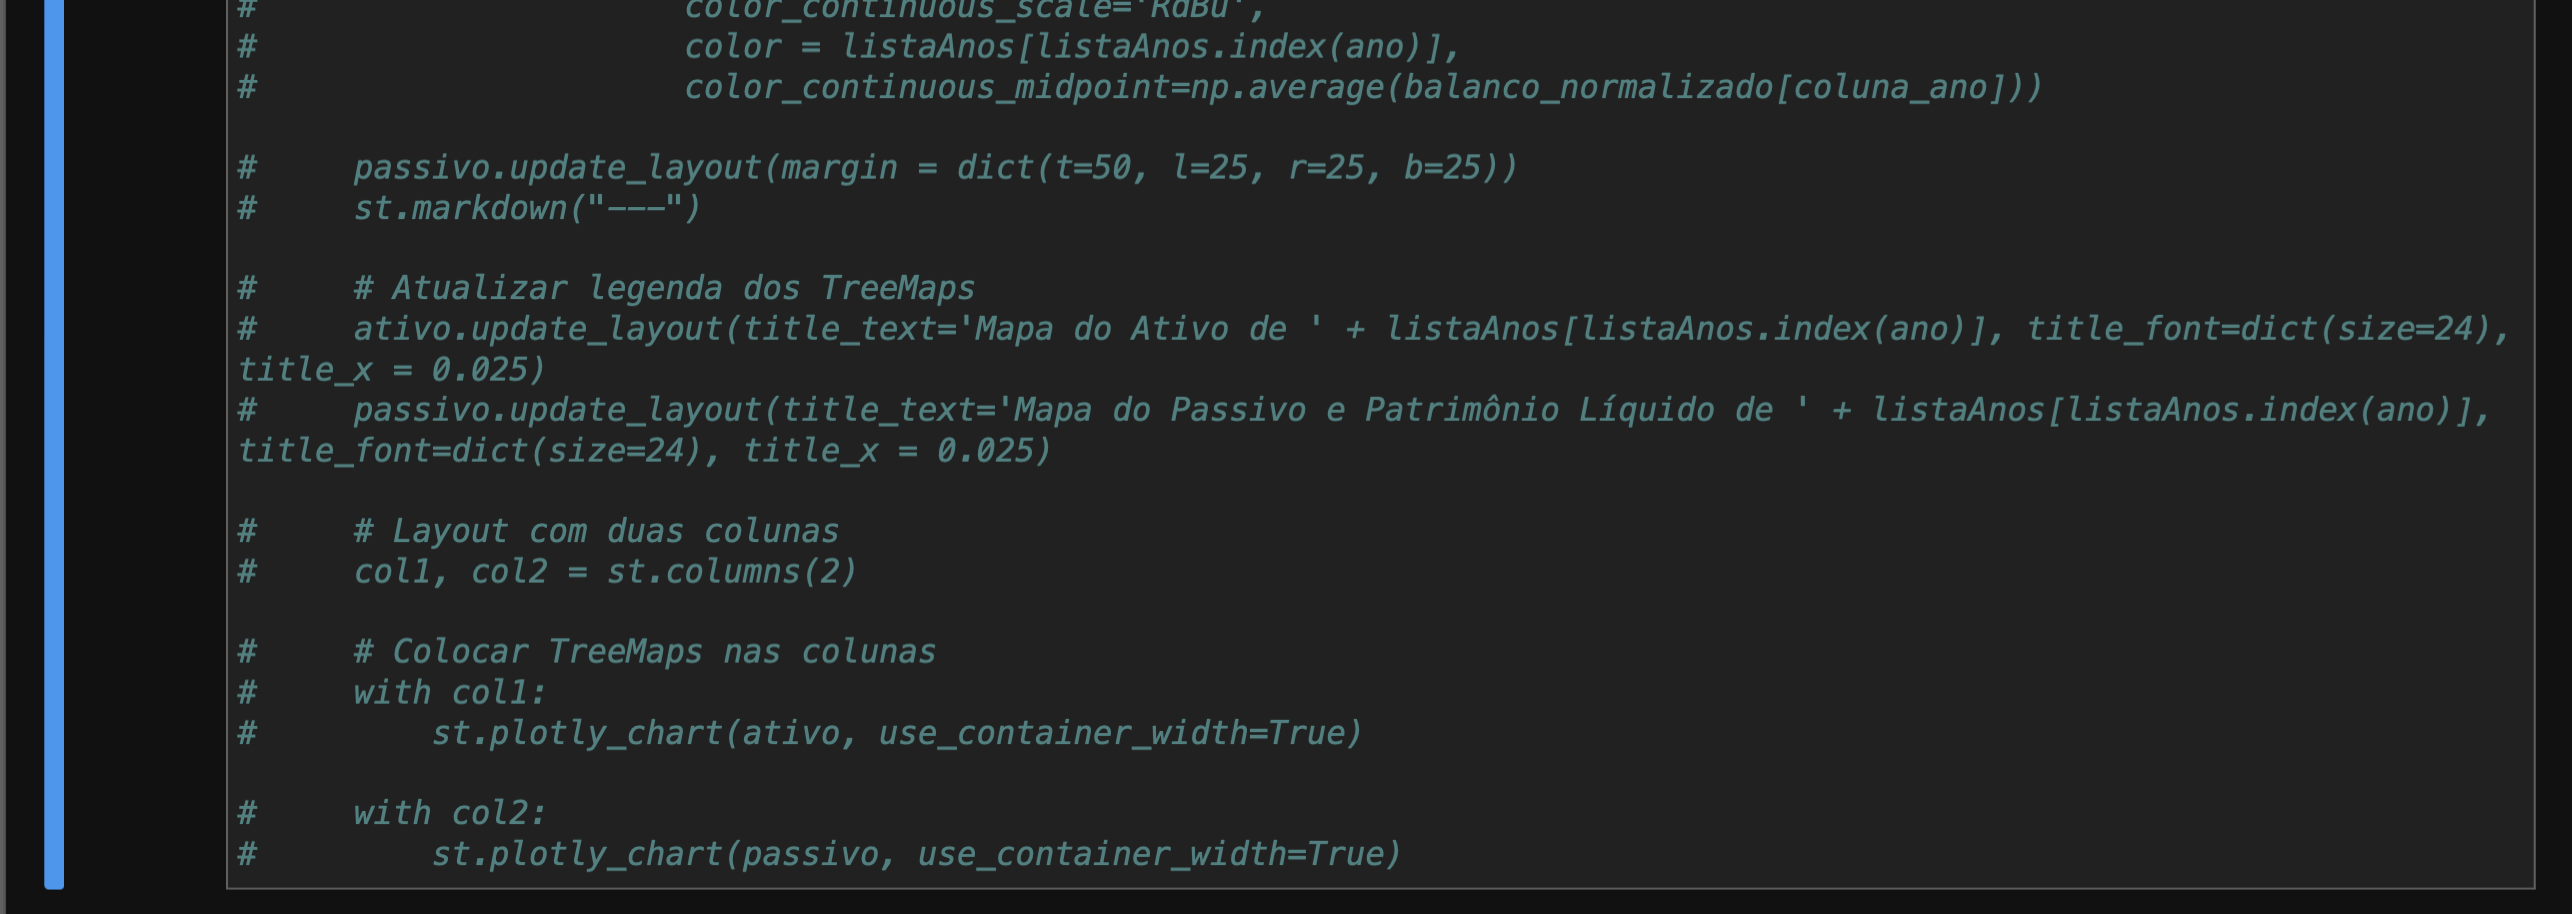 #                      color_continuous_scale='RdBu',
#                      color = listaAnos[listaAnos.index(ano)],
#                      color_continuous_midpoint=np.average(balanco_normalizado[coluna_ano]))
#     passivo.update_layout(margin = dict(t=50, l=25, r=25, b=25))
#     st.markdown("---")
#     # Atualizar legenda dos TreeMaps
#     ativo.update_layout(title_text='Mapa do Ativo de ' + listaAnos[listaAnos.index(ano)], title_font=dict(size=24),
title_x = 0.025)
#     passivo.update_layout(title_text='Mapa do Passivo e Patrimônio Líquido de ' + listaAnos[listaAnos.index(ano)],
title_font=dict(size=24), title_x = 0.025)
#     # Layout com duas colunas
#     col1, col2 = st.columns(2)
#     # Colocar TreeMaps nas colunas
#     with col1:
#         st.plotly_chart(ativo, use_container_width=True)
#     with col2:
#         st.plotly_chart(passivo, use_container_width=True)